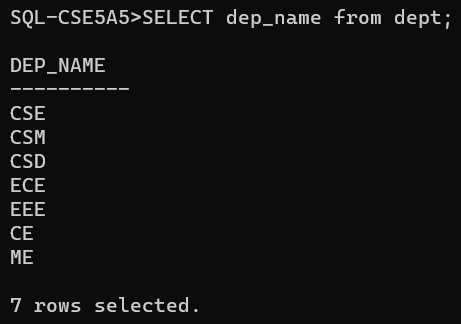 SQL-CSE5A5>SELECT dep_name from dept;
DEP_NAME
----------
CSE
CSM
CSD
ECE
EEE
CE
ME
7 rows selected.